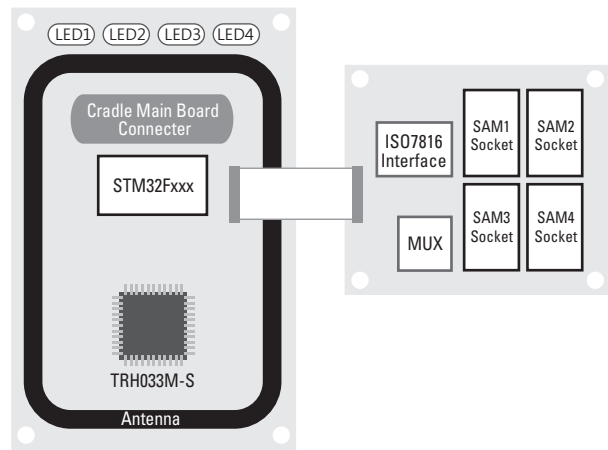 LED1 LED2 LED3 LED4
Cradle Main Board
Connecter
STM32Fxxx
TRH033M-S
Antenna
ISO7816
Interface
MUX
SAM1
Socket
SAM2
Socket
SAM3
Socket
SAM4
Socket